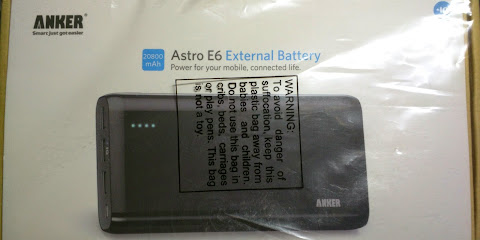 ANKER®
Smart just got easier
20800
mAh
Astro E6 External Battery
Power for your mobile, connected life.
WARNING:
To avoid danger of
suffocation, keep this
plastic bag away from
babies and children.
Do not use this bag in
cribs, beds, carriages
or play pens. This bag
is not a toy.
ANKER